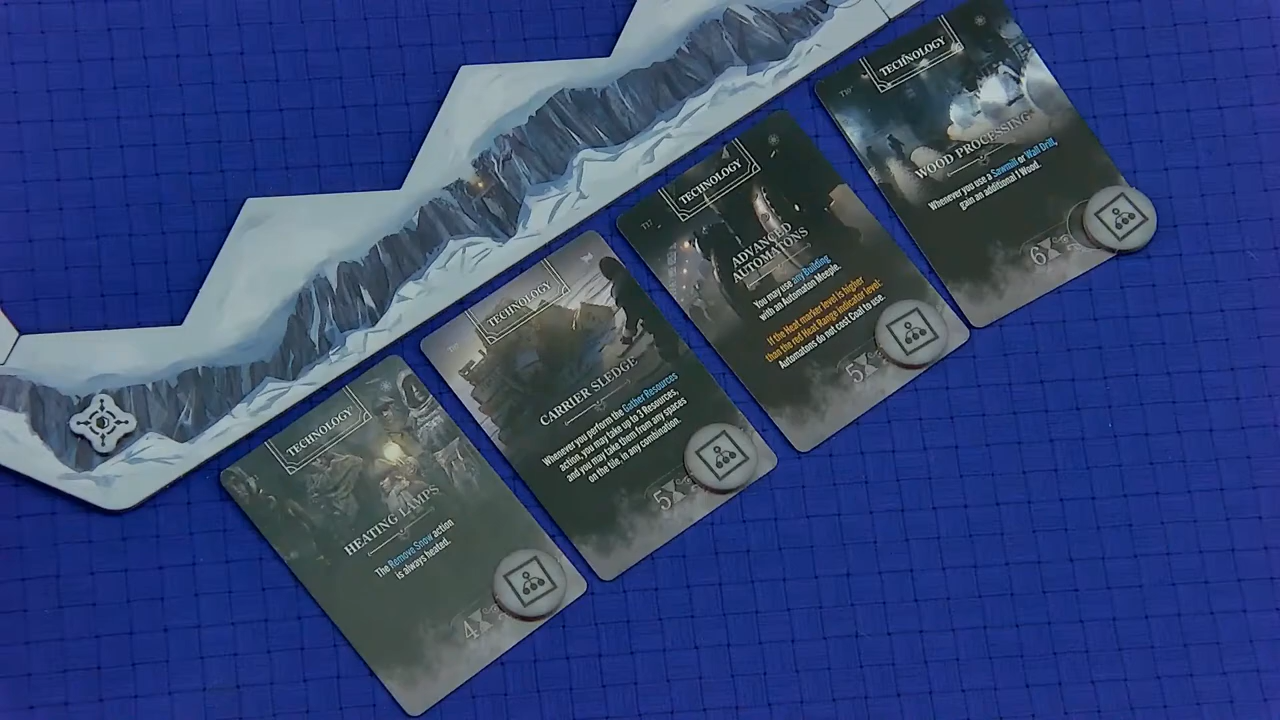 TECHNOLOGY
HEATING LAMPS
The Remove Snow action
is always heated.
4
TECHNOLOGY
CARRIER SLEDGE
Whenever you perform the Gather Resources
action, you may take up to 3 Resources,
and you may take them from any spaces
on the tile, in any combination.
5
TECHNOLOGY
ADVANCED
AUTOMATONS
You may use any Building
with an Automaton Meeple.
If the Heat marker level is higher
than the red Heat Range indicator level:
Automatons do not cost Coal to use.
5
TECHNOLOGY
WOOD PROCESSING
Whenever you use a Sawmill or Wall Drill,
gain an additional 1 Wood.
6